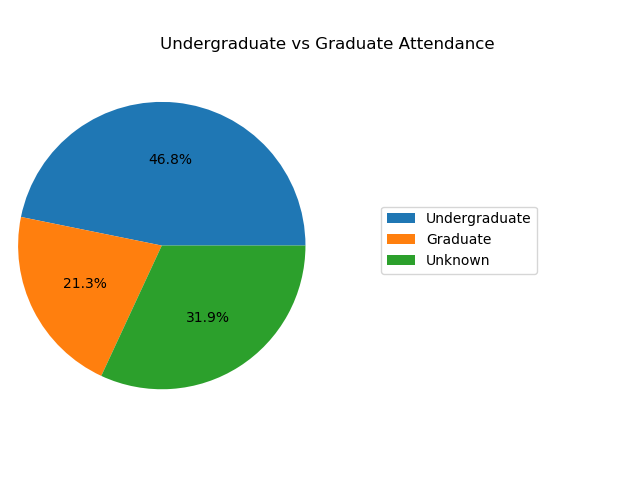 Undergraduate vs Graduate Attendance
46.8%
21.3%
31.9%
Undergraduate
Graduate
Unknown